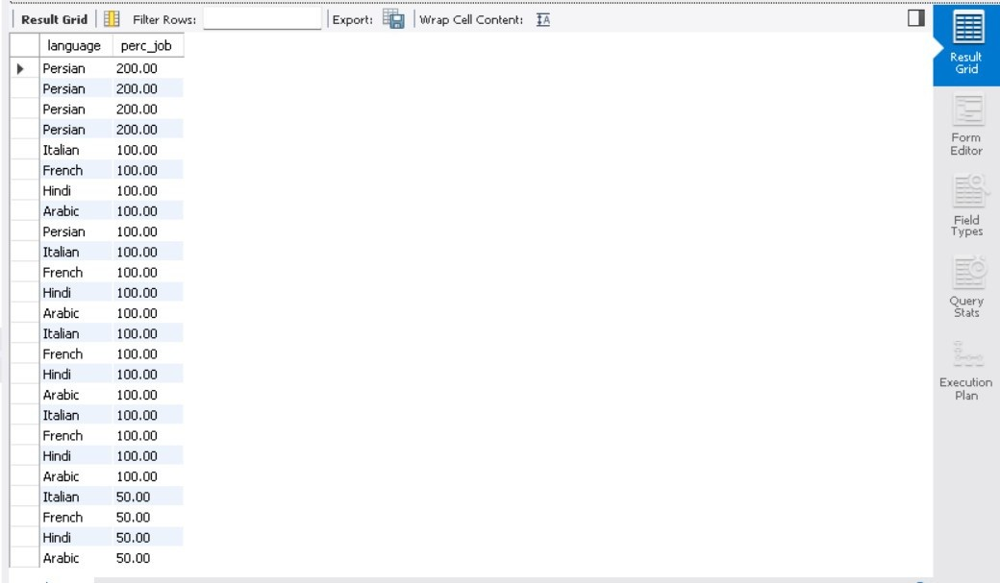 Result Grid Filter Rows: Export: Wrap Cell Content: IA
language perc_job
Persian 200.00
Persian 200.00
Persian 200.00
Persian 200.00
Italian 100.00
French 100.00
Hindi 100.00
Arabic 100.00
Persian 100.00
Italian 100.00
French 100.00
Hindi 100.00
Arabic 100.00
Italian 100.00
French 100.00
Hindi 100.00
Arabic 100.00
Italian 100.00
French 100.00
Hindi 100.00
Arabic 100.00
Italian 50.00
French 50.00
Hindi 50.00
Arabic 50.00
Result
Grid
Form
Editor
Field
Types
Query
Stats
Execution
Plan